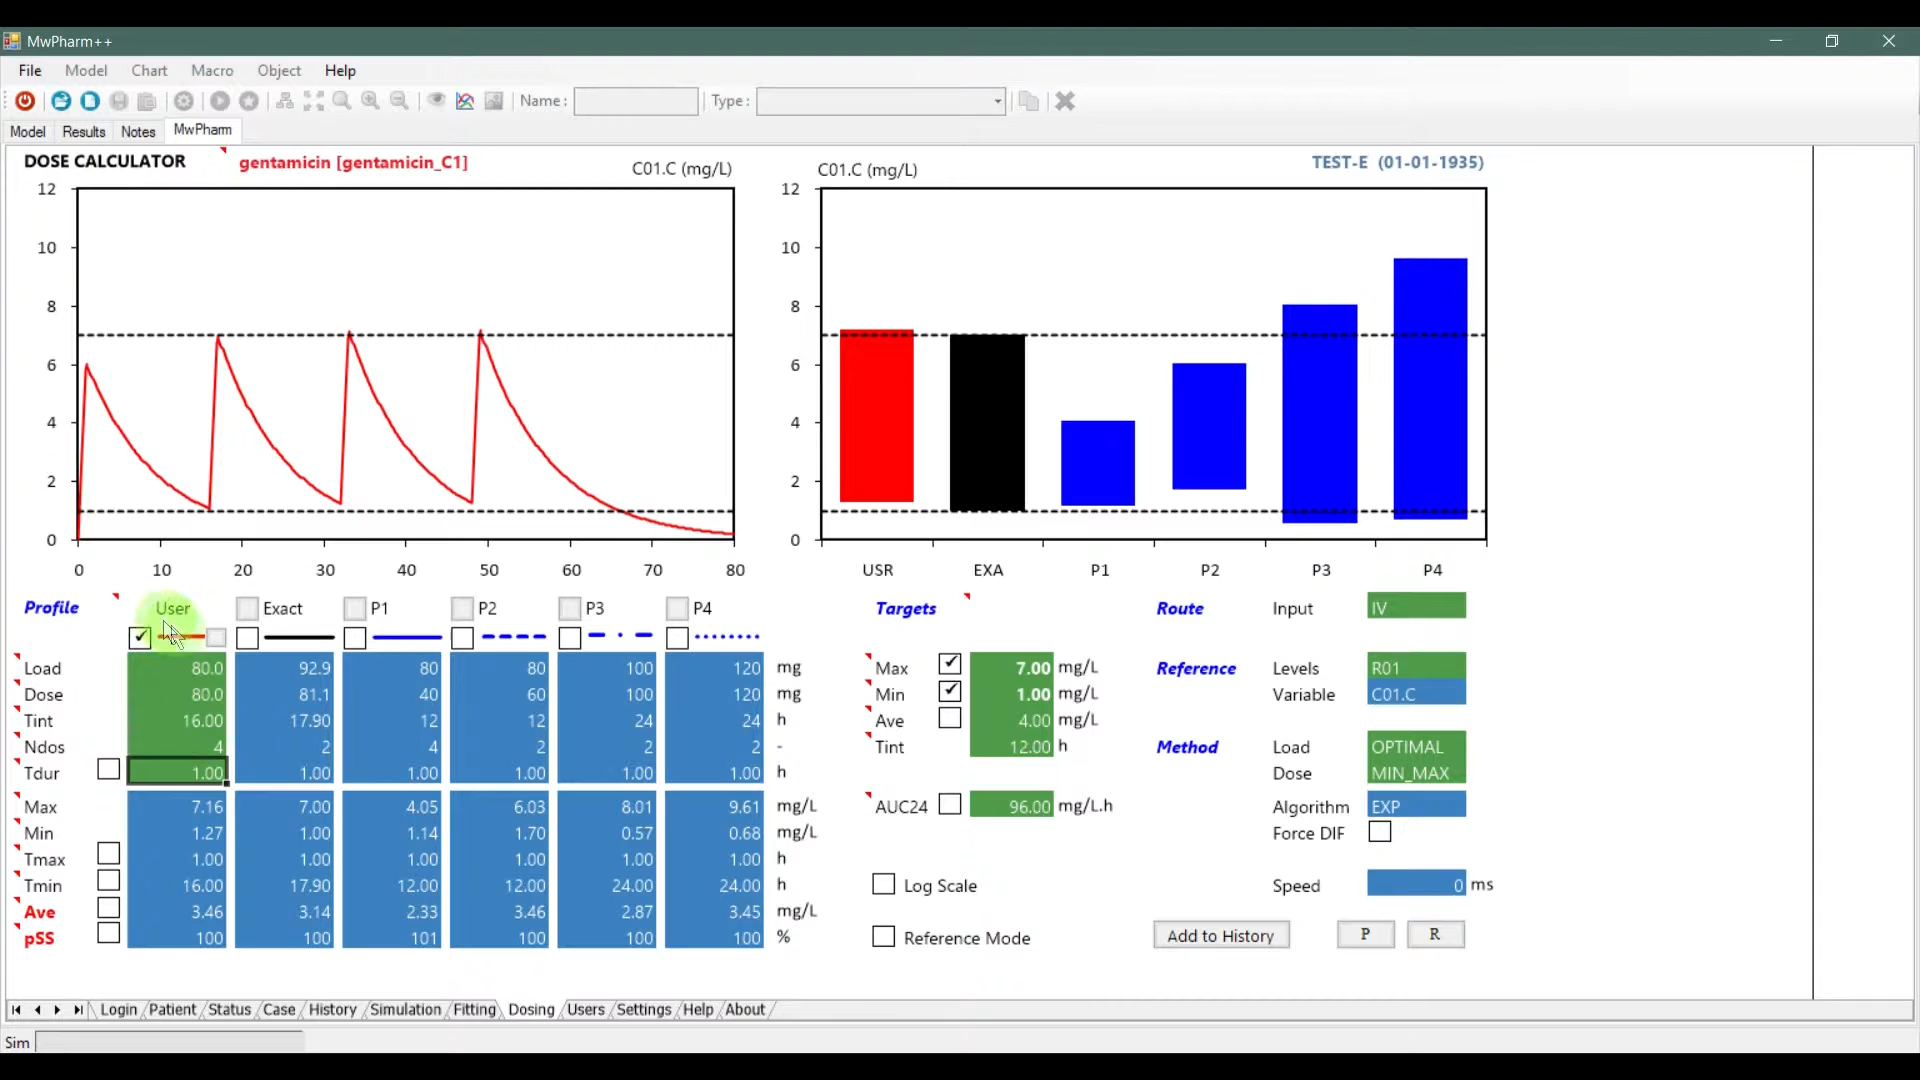 MwPharm++
File Model Chart Macro Object Help
Name : Type :
Model Results Notes MwPharm
DOSE CALCULATOR gentamicin [gentamicin_C1] C01.C (mg/L) C01.C (mg/L) TEST-E (01-01-1935)
12 12
10 10
8 8
6 6
4 4
2 2
0 0
0 10 20 30 40 50 60 70 80 USR EXA P1 P2 P3 P4
Profile User Exact P1 P2 P3 P4 Targets Route Input IV
Load 80.0 92.9 80 80 100 120 mg Max 7.00 mg/L Reference Levels R01
Dose 80.0 81.1 40 60 100 120 mg Min 1.00 mg/L Variable C01.C
Tint 16.00 17.90 12 12 24 24 h Ave 4.00 mg/L
Ndos 4 2 4 2 2 2 - Tint 12.00 h Method Load OPTIMAL
Tdur 1.00 1.00 1.00 1.00 1.00 1.00 h Dose MIN_MAX
Max 7.16 7.00 4.05 6.03 8.01 9.61 mg/L AUC24 96.00 mg/L.h Algorithm EXP
Min 1.27 1.00 1.14 1.70 0.57 0.68 mg/L Force DIF
Tmax 1.00 1.00 1.00 1.00 1.00 1.00 h
Tmin 16.00 17.90 12.00 12.00 24.00 24.00 h Log Scale Speed 0 ms
Ave 3.46 3.14 2.33 3.46 2.87 3.45 mg/L
pSS 100 100 101 100 100 100 % Reference Mode Add to History P R
Login Patient Status Case History Simulation Fitting Dosing Users Settings Help About
Sim